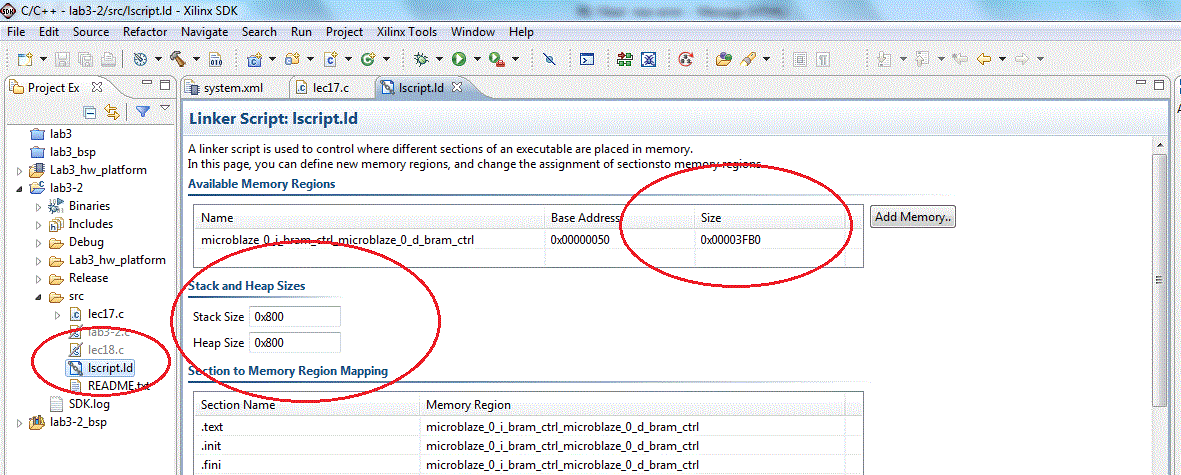 C/C++ - lab3-2/src/lscript.ld - Xilinx SDK
File Edit Source Refactor Navigate Search Run Project Xilinx Tools Window Help
Project Ex
system.xml
lec17.c
lscript.ld
lab3
lab3_bsp
Lab3_hw_platform
lab3-2
Binaries
Includes
Debug
Lab3_hw_platform
Release
src
lec17.c
lab3-2.c
lec18.c
lscript.ld
README.txt
SDK.log
lab3-2_bsp
Linker Script: lscript.ld
A linker script is used to control where different sections of an executable are placed in memory.
In this page, you can define new memory regions, and change the assignment of sectionsto memory regions
Available Memory Regions
Name Base Address Size
microblaze_0_i_bram_ctrl_microblaze_0_d_bram_ctrl 0x00000050 0x00003FB0
Add Memory..
Stack and Heap Sizes
Stack Size 0x800
Heap Size 0x800
Section to Memory Region Mapping
Section Name Memory Region
.text microblaze_0_i_bram_ctrl_microblaze_0_d_bram_ctrl
.init microblaze_0_i_bram_ctrl_microblaze_0_d_bram_ctrl
.fini microblaze_0_i_bram_ctrl_microblaze_0_d_bram_ctrl